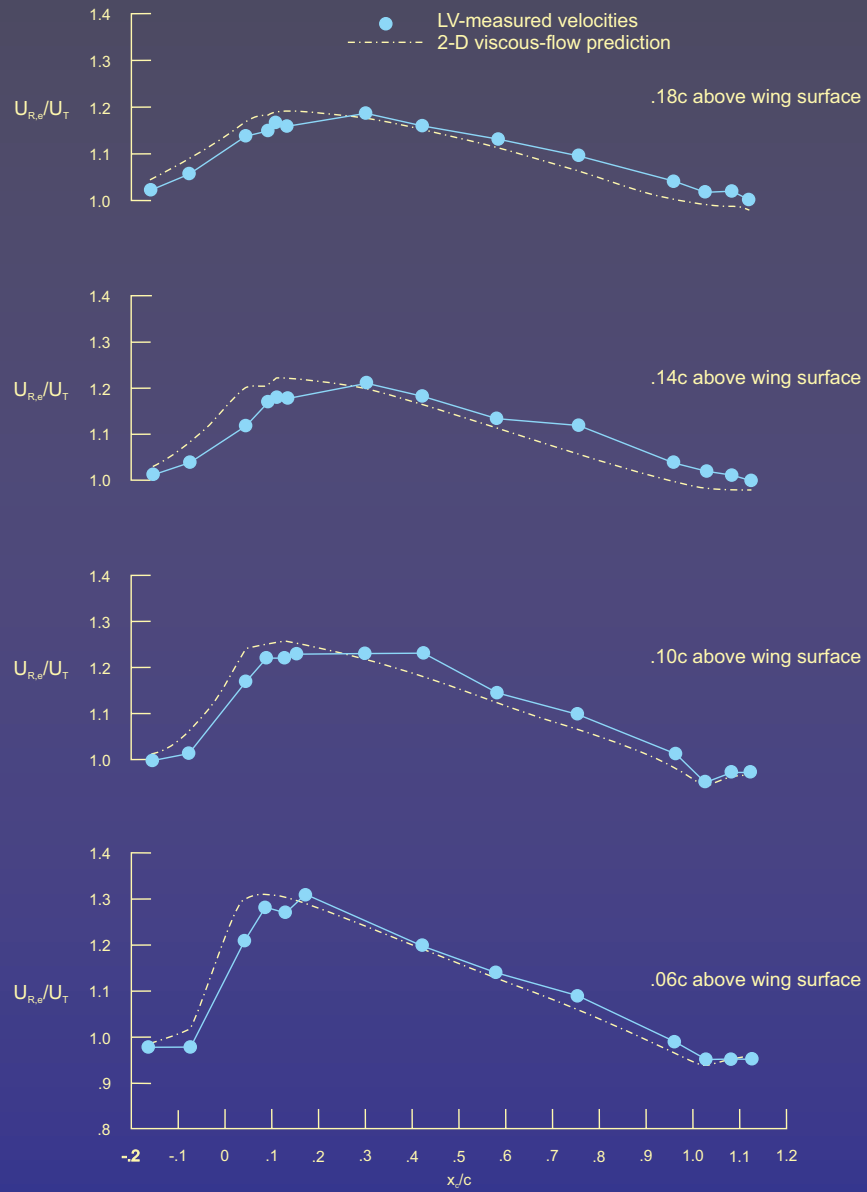 LV-measured velocities
2-D viscous-flow prediction
1.4
1.3
1.2
1.1
1.0
U_R,e/U_T
.18c above wing surface
1.4
1.3
1.2
1.1
1.0
U_R,e/U_T
.14c above wing surface
1.4
1.3
1.2
1.1
1.0
U_R,e/U_T
.10c above wing surface
1.4
1.3
1.2
1.1
1.0
.9
.8
U_R,e/U_T
.06c above wing surface
-.2 -.1 0 .1 .2 .3 .4 .5 .6 .7 .8 .9 1.0 1.1 1.2